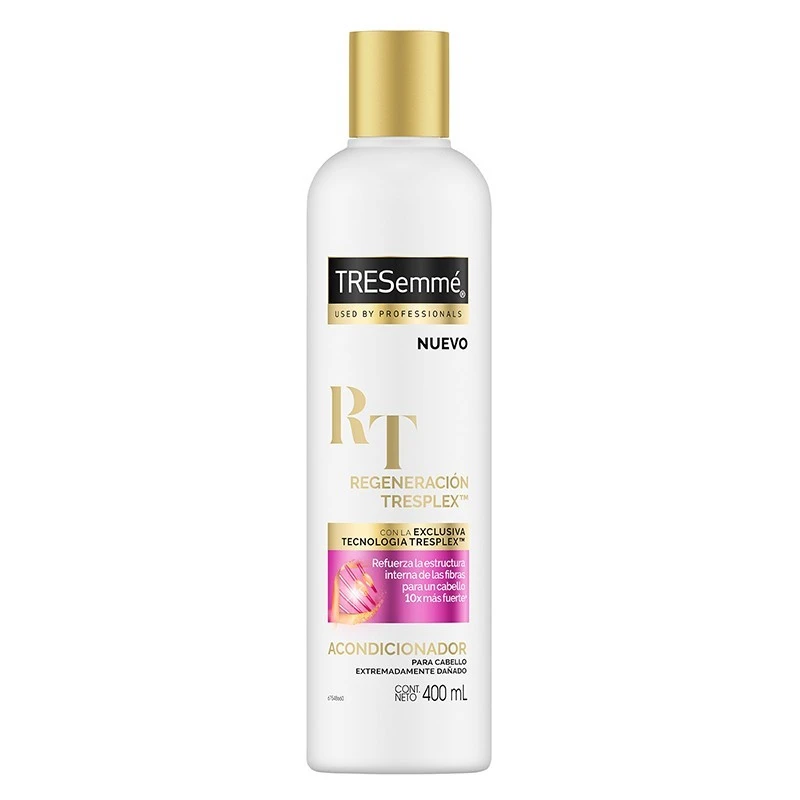 TRESemmé®
USED BY PROFESSIONALS
NUEVO
RT
REGENERACIÓN
TRESPLEX™
CON LA EXCLUSIVA
TECNOLOGIA TRESPLEX™
Refuerza la estructura
interna de las fibras
para un cabello
10x más fuerte
ACONDICIONADOR
PARA CABELLO
EXTREMADAMENTE DAÑADO
CONT.
NETO 400 mL